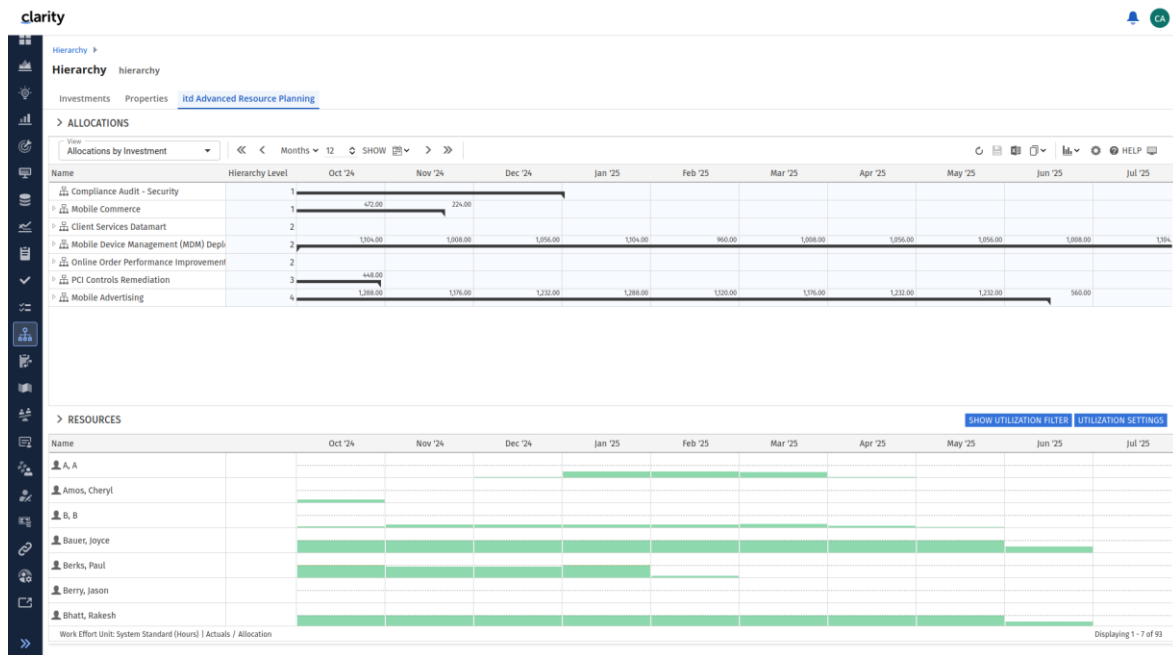 clarity
CA
Hierarchy
Hierarchy hierarchy
Investments Properties itd Advanced Resource Planning
ALLOCATIONS
View
Allocations by Investment
Months 12 SHOW
HELP
Name Hierarchy Level Oct '24 Nov '24 Dec '24 Jan '25 Feb '25 Mar '25 Apr '25 May '25 Jun '25 Jul '25
Compliance Audit - Security 1
Mobile Commerce 1 472.00 224.00
Client Services Datamart 2
Mobile Device Management (MDM) Depl 2 1,104.00 1,008.00 1,056.00 1,104.00 960.00 1,008.00 1,056.00 1,056.00 1,008.00 1,104.
Online Order Performance Improvement 2
PCI Controls Remediation 3 448.00
Mobile Advertising 4 1,288.00 1,176.00 1,232.00 1,288.00 1,120.00 1,176.00 1,232.00 1,232.00 560.00
RESOURCES
SHOW UTILIZATION FILTER UTILIZATION SETTINGS
Name Oct '24 Nov '24 Dec '24 Jan '25 Feb '25 Mar '25 Apr '25 May '25 Jun '25 Jul '25
A, A
Amos, Cheryl
B, B
Bauer, Joyce
Berks, Paul
Berry, Jason
Bhatt, Rakesh
Work Effort Unit: System Standard (Hours) | Actuals / Allocation
Displaying 1 - 7 of 93